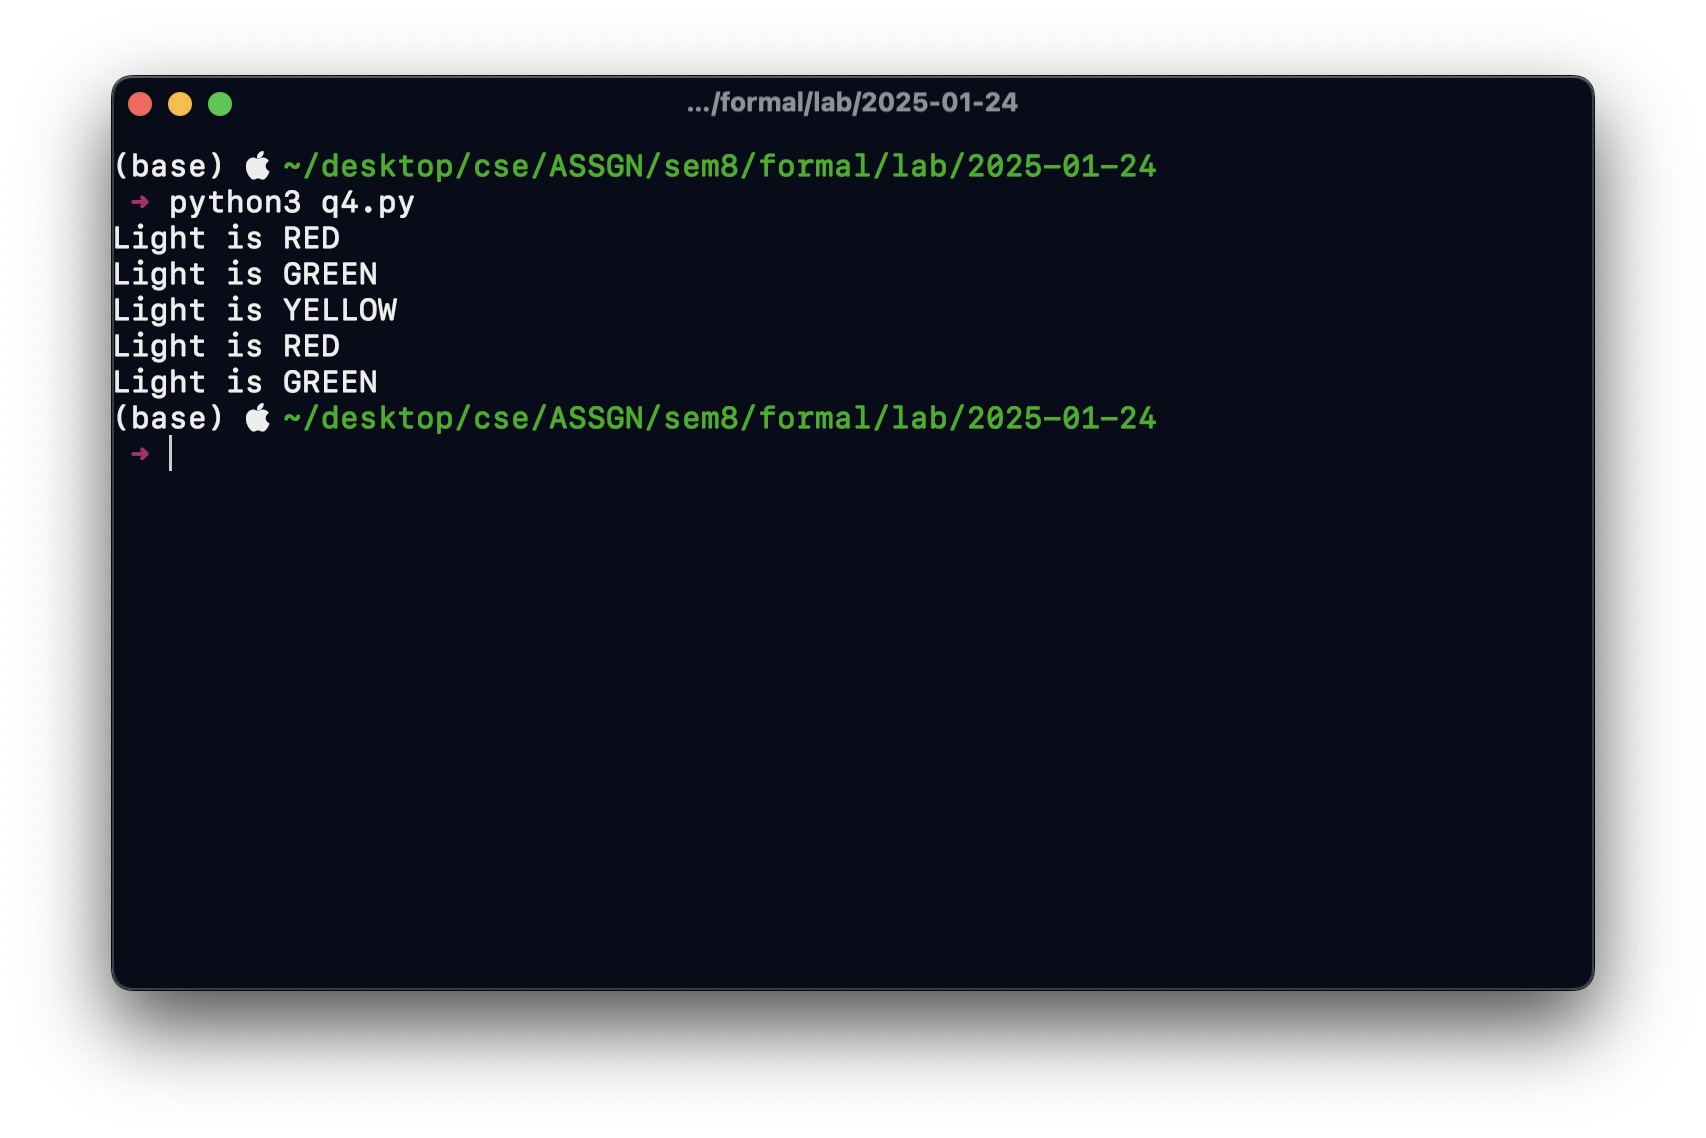 .../formal/lab/2025-01-24
(base)  ~/desktop/cse/ASSGN/sem8/formal/lab/2025-01-24
➜ python3 q4.py
Light is RED
Light is GREEN
Light is YELLOW
Light is RED
Light is GREEN
(base)  ~/desktop/cse/ASSGN/sem8/formal/lab/2025-01-24
➜